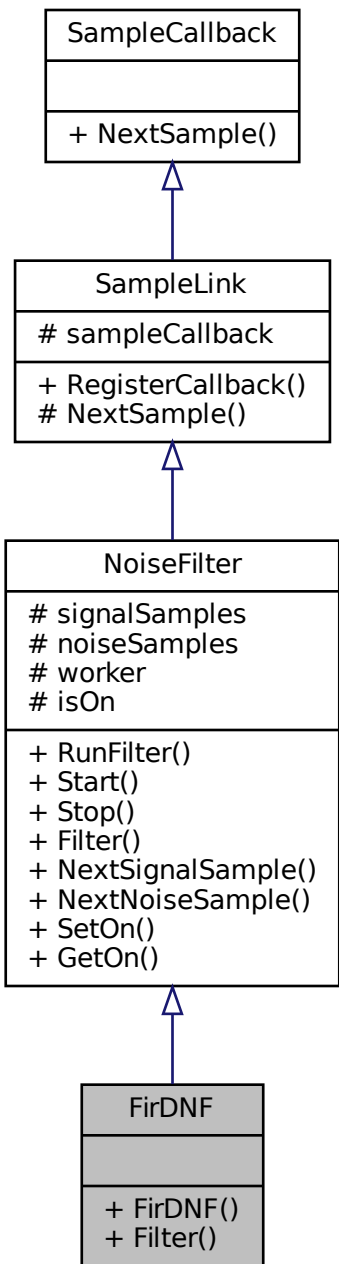 SampleCallback
+ NextSample()
SampleLink
# sampleCallback
+ RegisterCallback()
# NextSample()
NoiseFilter
# signalSamples
# noiseSamples
# worker
# isOn
+ RunFilter()
+ Start()
+ Stop()
+ Filter()
+ NextSignalSample()
+ NextNoiseSample()
+ SetOn()
+ GetOn()
FirDNF
+ FirDNF()
+ Filter()